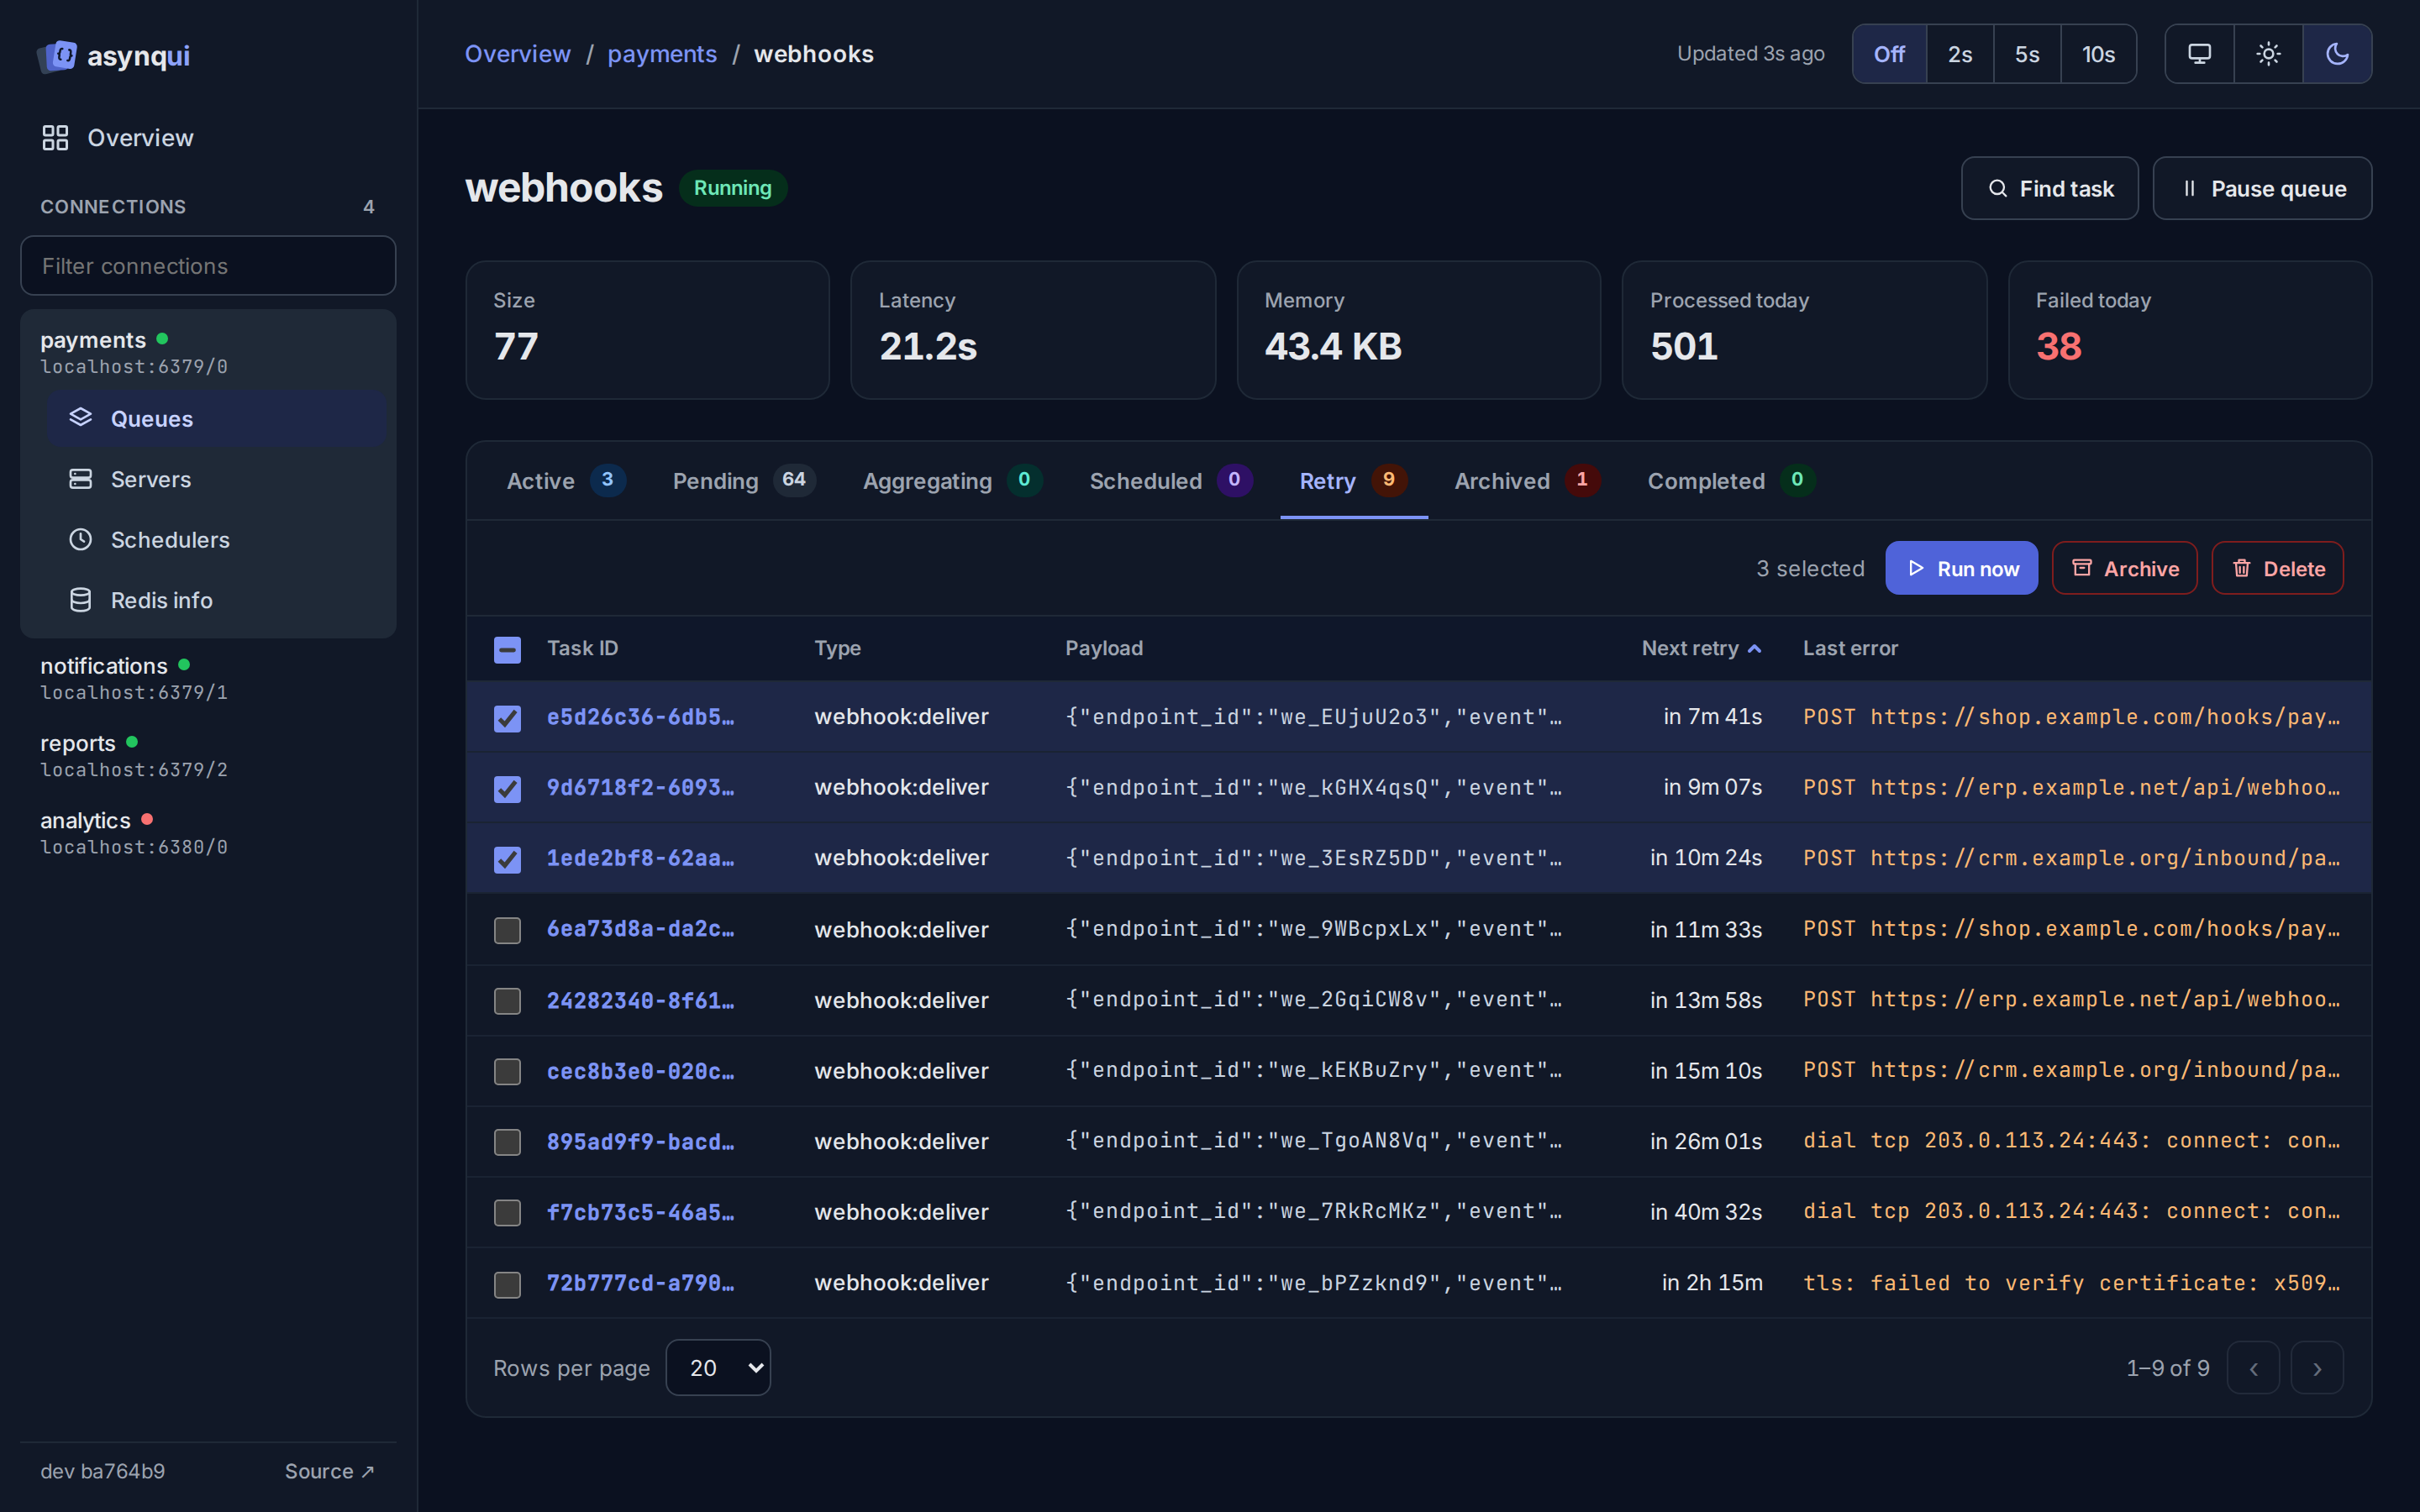 asynqui
Overview
CONNECTIONS 4
Filter connections
payments
localhost:6379/0
Queues
Servers
Schedulers
Redis info
notifications
localhost:6379/1
reports
localhost:6379/2
analytics
localhost:6380/0
dev ba764b9 Source ↗
Overview / payments / webhooks
Updated 3s ago Off 2s 5s 10s
webhooks Running Find task Pause queue
Size Latency Memory Processed today Failed today
77 21.2s 43.4 KB 501 38
Active 3 Pending 64 Aggregating 0 Scheduled 0 Retry 9 Archived 1 Completed 0
3 selected Run now Archive Delete
Task ID Type Payload Next retry Last error
e5d26c36-6db5… webhook:deliver {"endpoint_id":"we_EUjuU2o3","event"… in 7m 41s POST https://shop.example.com/hooks/pay…
9d6718f2-6093… webhook:deliver {"endpoint_id":"we_kGHX4qsQ","event"… in 9m 07s POST https://erp.example.net/api/webhoo…
1ede2bf8-62aa… webhook:deliver {"endpoint_id":"we_3EsRZ5DD","event"… in 10m 24s POST https://crm.example.org/inbound/pa…
6ea73d8a-da2c… webhook:deliver {"endpoint_id":"we_9WBcpxLx","event"… in 11m 33s POST https://shop.example.com/hooks/pay…
24282340-8f61… webhook:deliver {"endpoint_id":"we_2GqiCW8v","event"… in 13m 58s POST https://erp.example.net/api/webhoo…
cec8b3e0-020c… webhook:deliver {"endpoint_id":"we_kEKBuZry","event"… in 15m 10s POST https://crm.example.org/inbound/pa…
895ad9f9-bacd… webhook:deliver {"endpoint_id":"we_TgoAN8Vq","event"… in 26m 01s dial tcp 203.0.113.24:443: connect: con…
f7cb73c5-46a5… webhook:deliver {"endpoint_id":"we_7RkRcMKz","event"… in 40m 32s dial tcp 203.0.113.24:443: connect: con…
72b777cd-a790… webhook:deliver {"endpoint_id":"we_bPZzknd9","event"… in 2h 15m tls: failed to verify certificate: x509…
Rows per page 20 1–9 of 9 ‹ ›